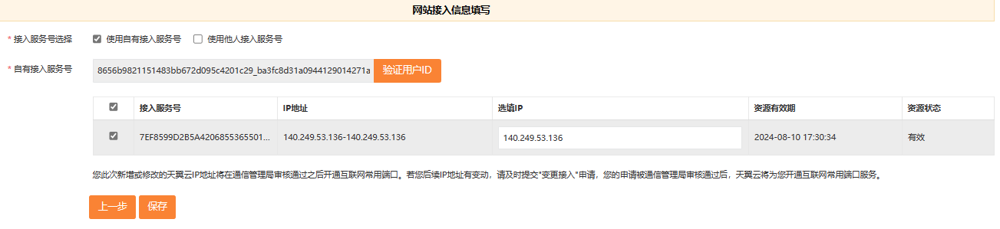 网站接入信息填写
* 接入服务号选择 使用自有接入服务号 使用他人接入服务号
* 自有接入服务号 8656b9821151483bb672d095c4201c29_ba3fc8d31a0944129014271a 验证用户ID
接入服务号 IP地址 选填IP 资源有效期 资源状态
7EF8599D2B5A4206855365501... 140.249.53.136-140.249.53.136 140.249.53.136 2024-08-10 17:30:34 有效
您此次新增或修改的天翼云IP地址将在通信管理局审核通过之后开通互联网常用端口。若您后续IP地址有变动，请及时提交"变更接入"申请，您的申请被通信管理局审核通过后，天翼云将为您开通互联网常用端口服务。
上一步 保存